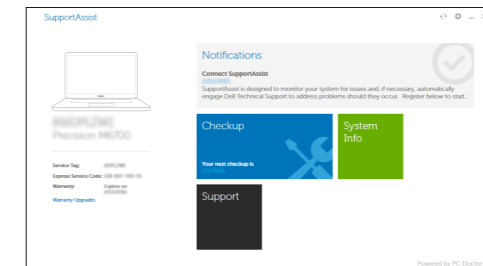 SupportAssist
Notifications
Connect SupportAssist
SupportAssist is designed to monitor your system for issues and, if necessary, automatically
engage Dell Technical Support to address problems should they occur. Register below to start...
Precision M6700
Checkup
Your next checkup is
System
Info
Service Tag:
Express Service Code:
Warranty:
Expires on
Warranty Upgrades
Support
Powered by PC-Doctor